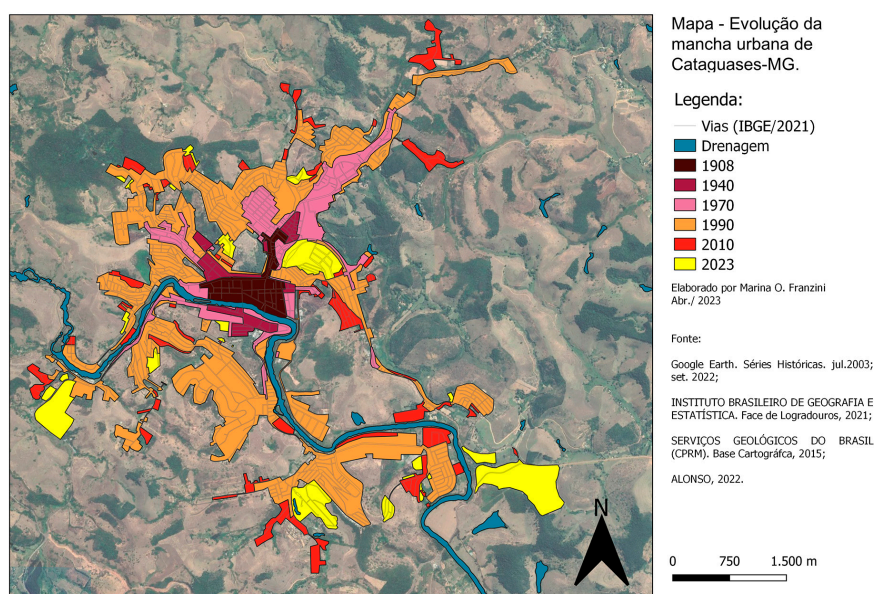 Mapa - Evolução da
mancha urbana de
Cataguases-MG.
Legenda:
Vias (IBGE/2021)
Drenagem
1908
1940
1970
1990
2010
2023
Elaborado por Marina O. Franzini
Abr./ 2023
Fonte:
Google Earth. Séries Históricas. jul.2003;
set. 2022;
INSTITUTO BRASILEIRO DE GEOGRAFIA E
ESTATÍSTICA. Face de Logradouros, 2021;
SERVIÇOS GEOLÓGICOS DO BRASIL
(CPRM). Base Cartográfca, 2015;
ALONSO, 2022.
N
0 750 1.500 m